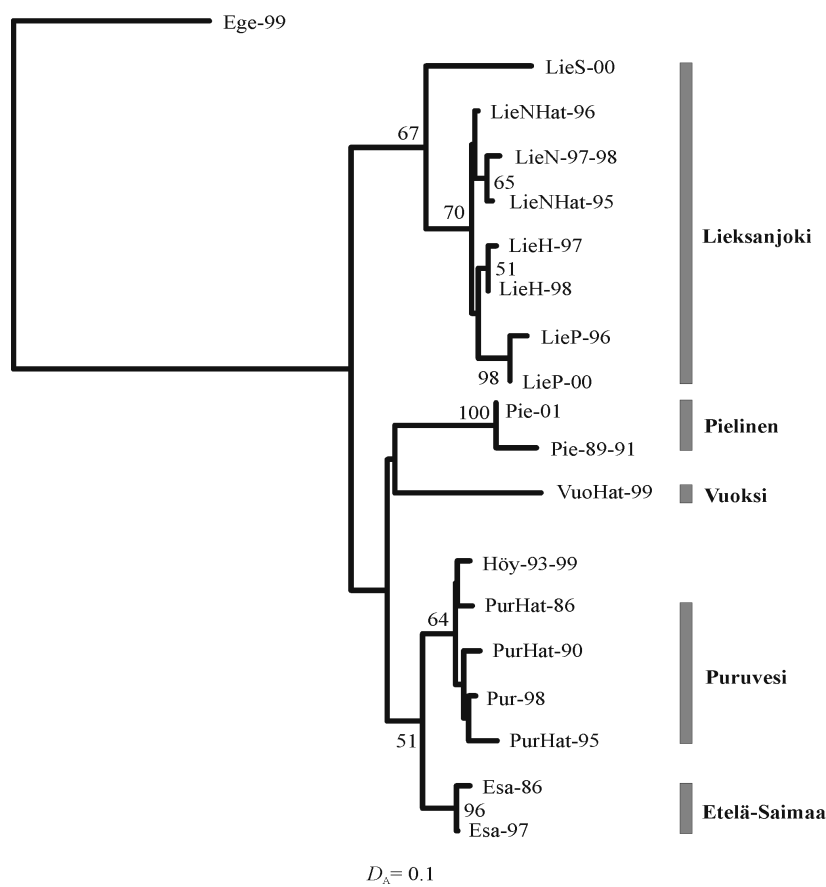 Ege-99
LieS-00
LieNHat-96
67
LieN-97-98
65
LieNHat-95
70
Lieksanjoki
LieH-97
51
LieH-98
LieP-96
98
LieP-00
100
Pie-01
Pielinen
Pie-89-91
VuoHat-99
Vuoksi
Höy-93-99
PurHat-86
64
PurHat-90
Puruvesi
Pur-98
PurHat-95
51
Esa-86
96
Etelä-Saimaa
Esa-97
DA= 0.1